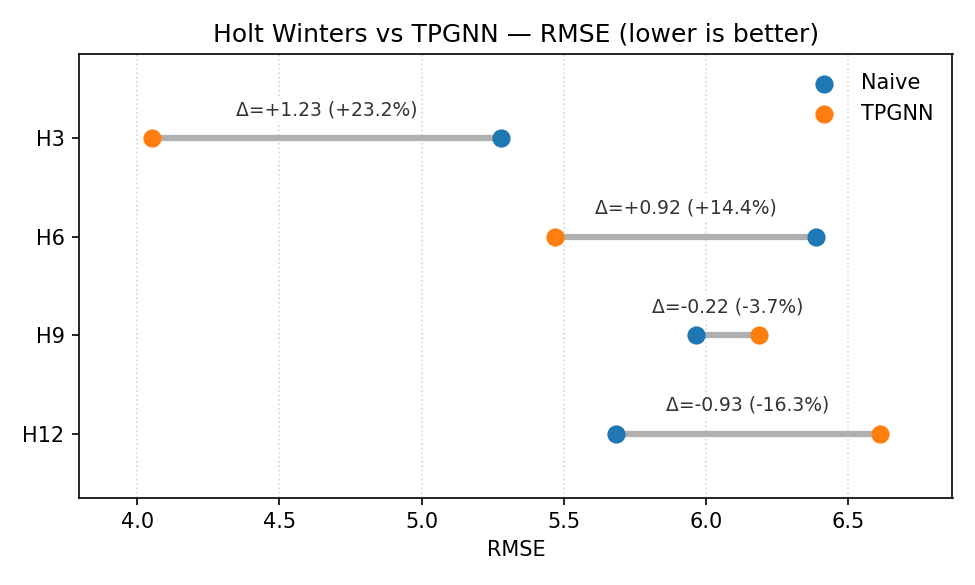 Holt Winters vs TPGNN — RMSE (lower is better)
Naive
TPGNN
Δ=+1.23 (+23.2%)
H3
Δ=+0.92 (+14.4%)
H6
Δ=-0.22 (-3.7%)
H9
Δ=-0.93 (-16.3%)
H12
4.0 4.5 5.0 5.5 6.0 6.5
RMSE